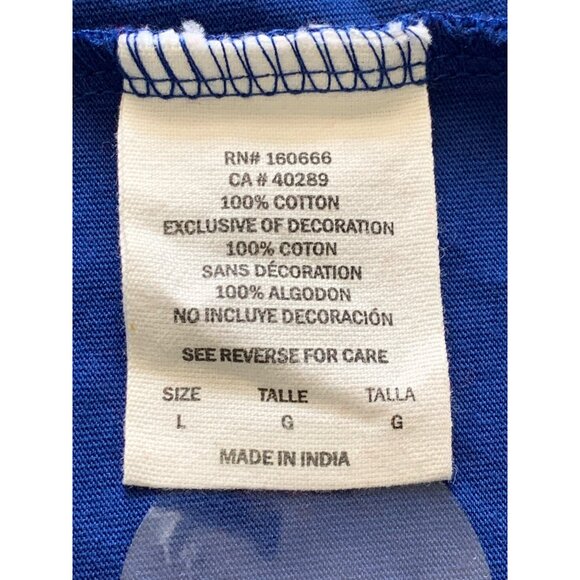 RN# 160666
CA # 40289
100% COTTON
EXCLUSIVE OF DECORATION
100% COTON
SANS DÉCORATION
100% ALGODON
NO INCLUYE DECORACIÓN
SEE REVERSE FOR CARE
SIZE TALLE TALLA
L G G
MADE IN INDIA